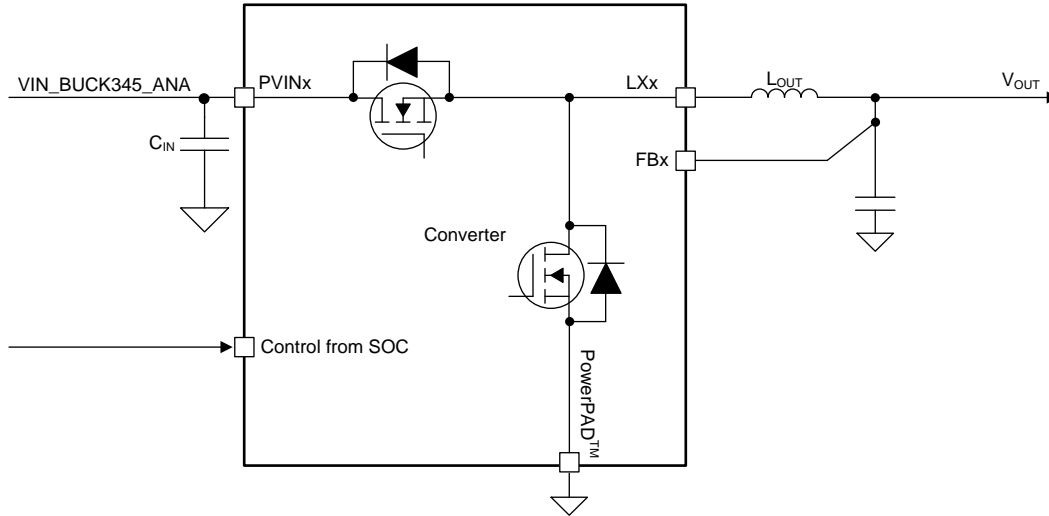 VIN_BUCK345_ANA
PVINx
LXx
LOUT
VOUT
CIN
FBx
Converter
Control from SOC
PowerPAD™